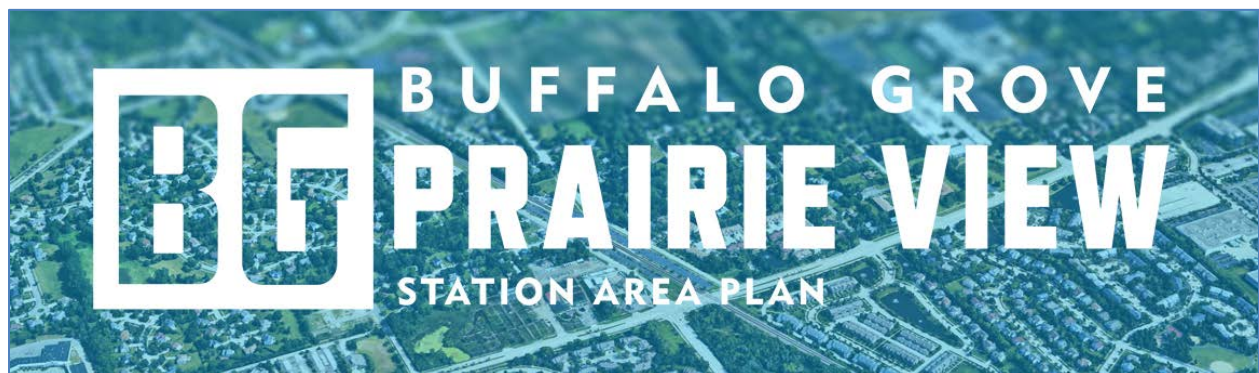 BG
BUFFALO GROVE
PRAIRIE VIEW
STATION AREA PLAN